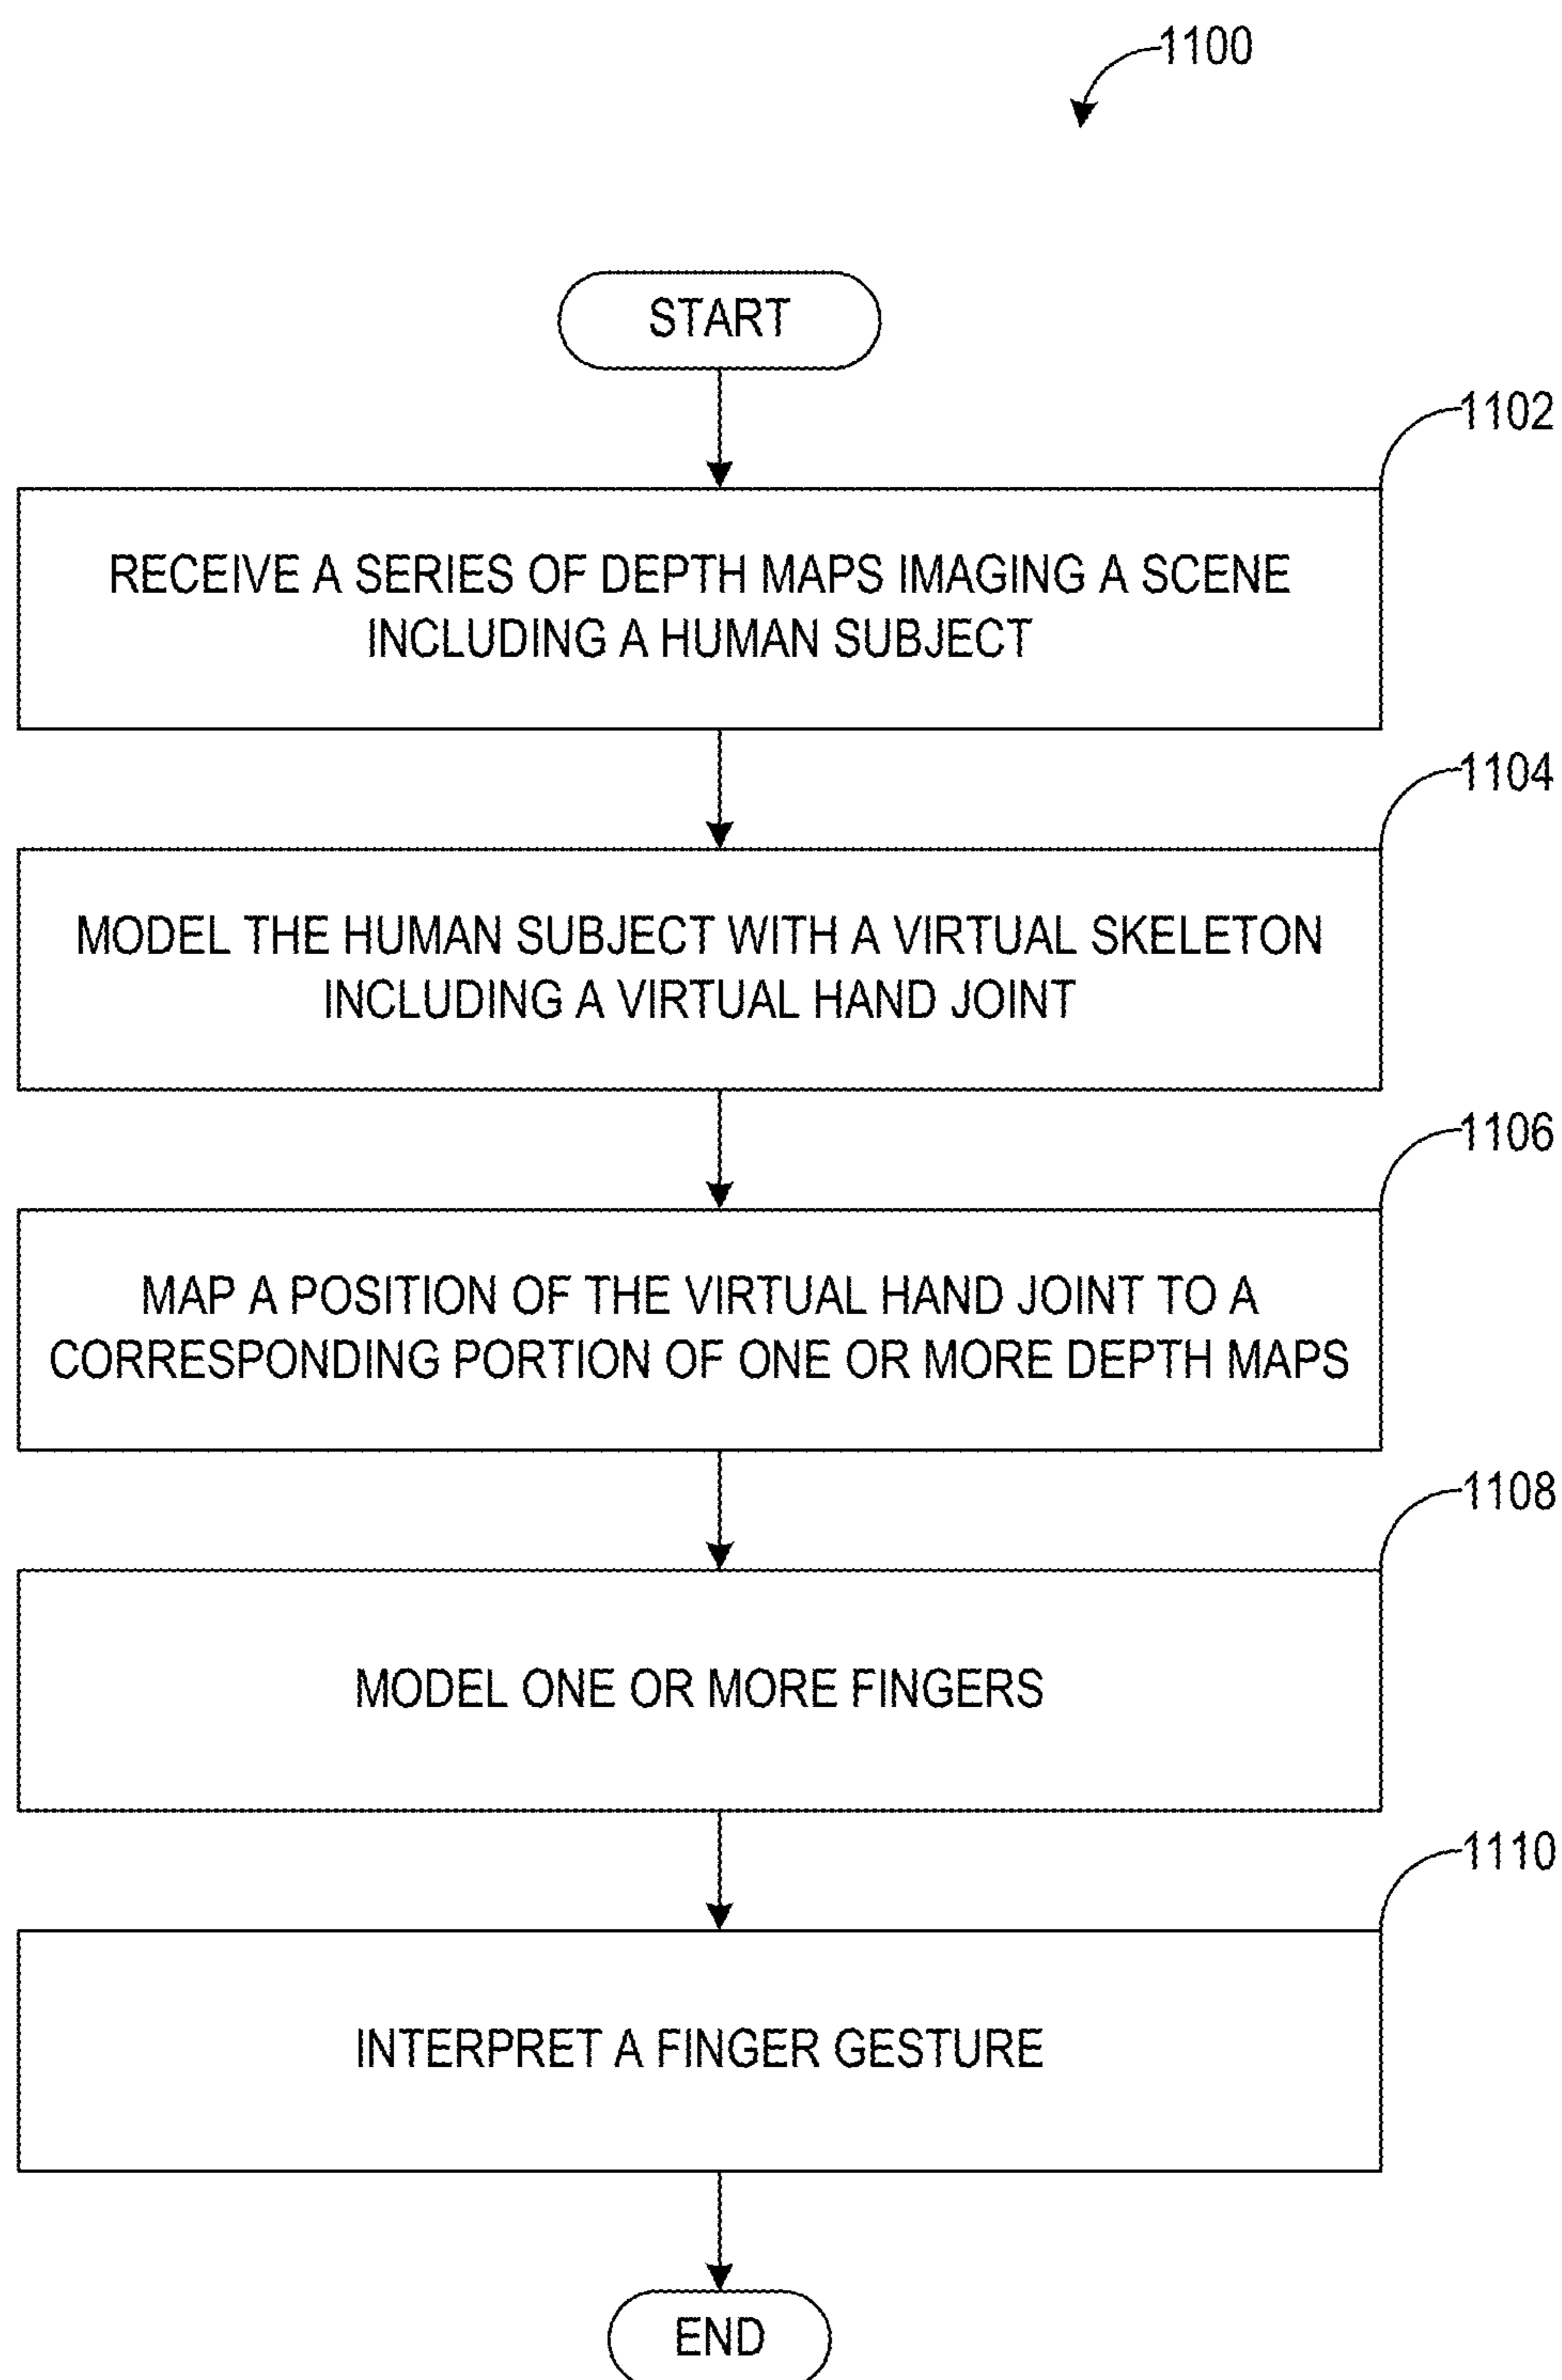 1100
START
1102
RECEIVE A SERIES OF DEPTH MAPS IMAGING A SCENE
INCLUDING A HUMAN SUBJECT
1104
MODEL THE HUMAN SUBJECT WITH A VIRTUAL SKELETON
INCLUDING A VIRTUAL HAND JOINT
1106
MAP A POSITION OF THE VIRTUAL HAND JOINT TO A
CORRESPONDING PORTION OF ONE OR MORE DEPTH MAPS
1108
MODEL ONE OR MORE FINGERS
1110
INTERPRET A FINGER GESTURE
END